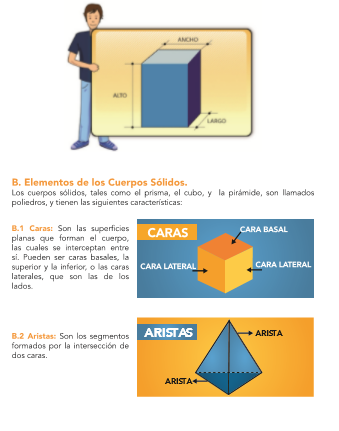 ANCHO
ALTO
LARGO
B. Elementos de los Cuerpos Sólidos.
Los cuerpos sólidos, tales como el prisma, el cubo, y la pirámide, son llamados
poliedros, y tienen las siguientes características:
B.1 Caras: Son las superficies
planas que forman el cuerpo,
las cuales se interceptan entre
sí. Pueden ser caras basales, la
superior y la inferior, o las caras
laterales, que son las de los
lados.
CARAS
CARA BASAL
CARA LATERAL
CARA LATERAL
B.2 Aristas: Son los segmentos
formados por la intersección de
dos caras.
ARISTAS
ARISTA
ARISTA